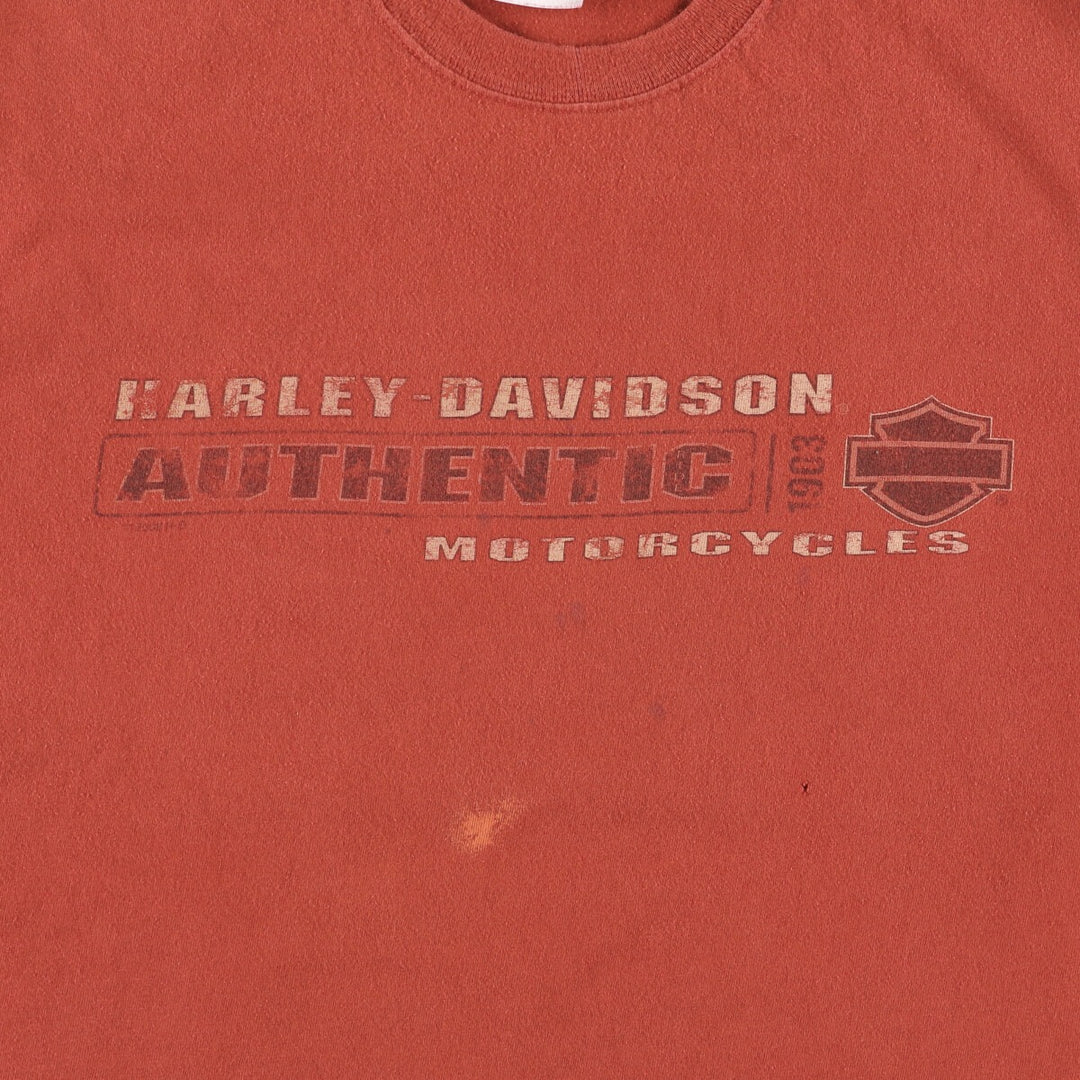 HARLEY-DAVIDSON®
AUTHENTIC
1903
MOTORCYCLES